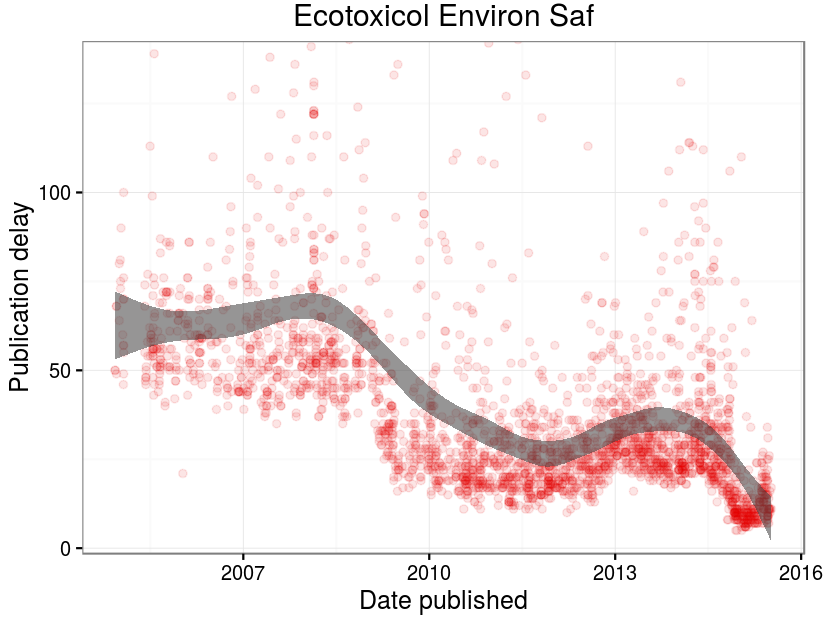 Ecotoxicol Environ Saf
Publication delay
100
50
0
2007 2010 2013 2016
Date published